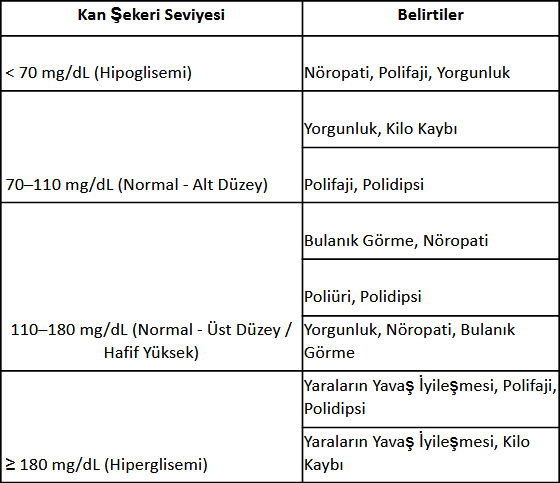 Kan Şekeri Seviyesi
Belirtiler
< 70 mg/dL (Hipoglisemi)
Nöropati, Polifaji, Yorgunluk
70–110 mg/dL (Normal - Alt Düzey)
Yorgunluk, Kilo Kaybı
Polifaji, Polidipsi
110–180 mg/dL (Normal - Üst Düzey /
Hafif Yüksek)
Bulanık Görme, Nöropati
Poliüri, Polidipsi
Yorgunluk, Nöropati, Bulanık
Görme
≥ 180 mg/dL (Hiperglisemi)
Yaraların Yavaş İyileşmesi, Polifaji,
Polidipsi
Yaraların Yavaş İyileşmesi, Kilo
Kaybı